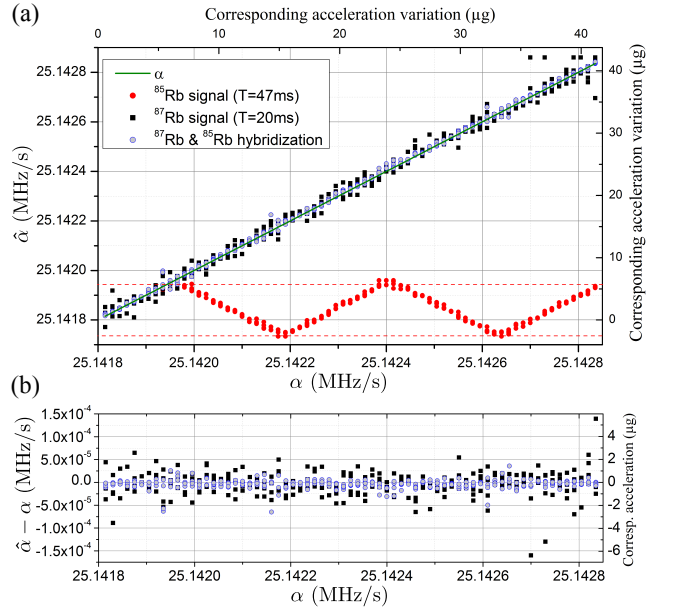 (a)
Corresponding acceleration variation (µg)
0 10 20 30 40
α
⁸⁵Rb signal (T=47ms)
⁸⁷Rb signal (T=20ms)
⁸⁷Rb & ⁸⁵Rb hybridization
25.1428
25.1426
25.1424
25.1422
25.1420
25.1418
α̂ (MHz/s)
40
30
20
10
0
Corresponding acceleration variation (µg)
25.1418 25.1420 25.1422 25.1424 25.1426 25.1428
α (MHz/s)
(b)
1.5x10⁻⁴
1.0x10⁻⁴
5.0x10⁻⁵
0.0
-5.0x10⁻⁵
-1.0x10⁻⁴
-1.5x10⁻⁴
α̂ − α (MHz/s)
4
2
0
-2
-4
-6
Corresp. acceleration (µg)
25.1418 25.1420 25.1422 25.1424 25.1426 25.1428
α (MHz/s)